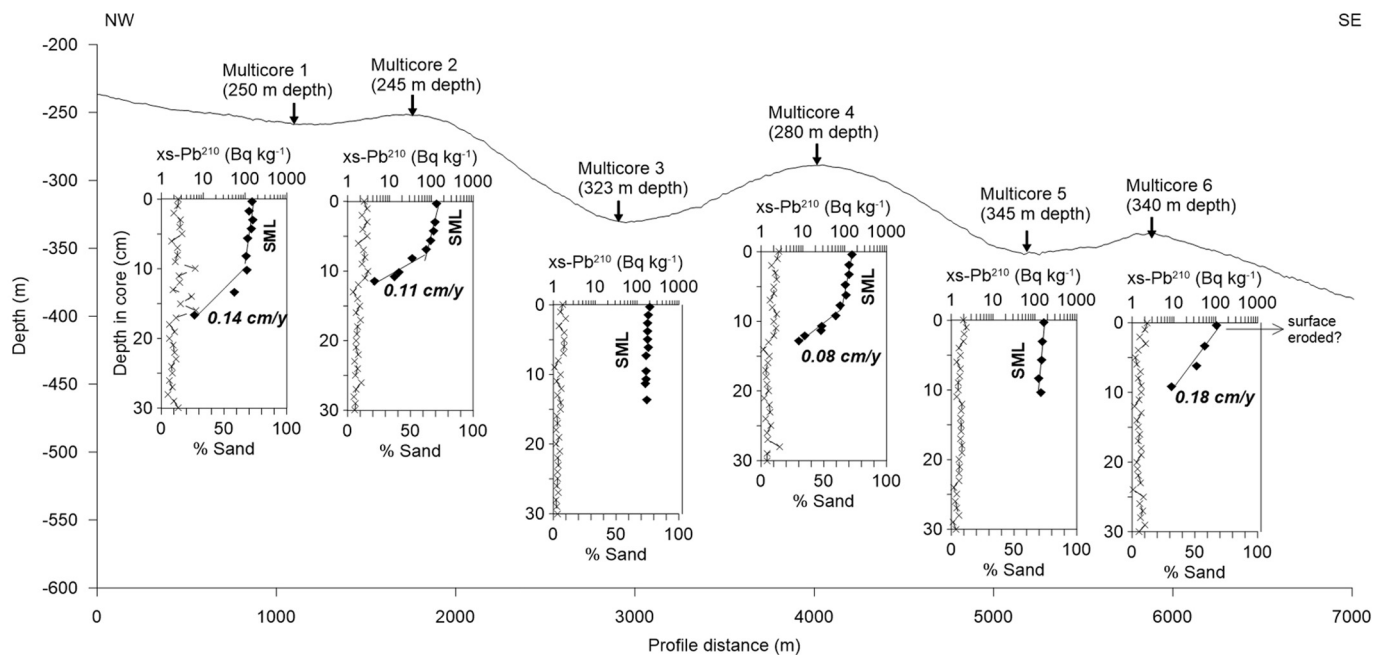 NW
SE
-200
-250
-300
-350
-400
-450
-500
-550
-600
Depth (m)
0
1000
2000
3000
4000
5000
6000
7000
Profile distance (m)
Multicore 1
(250 m depth)
xs-Pb²¹⁰ (Bq kg⁻¹)
1 10 100 1000
0
10
20
30
Depth in core (cm)
SML
0.14 cm/y
0 50 100
% Sand
Multicore 2
(245 m depth)
xs-Pb²¹⁰ (Bq kg⁻¹)
1 10 100 1000
0
10
20
30
SML
0.11 cm/y
0 50 100
% Sand
Multicore 3
(323 m depth)
xs-Pb²¹⁰ (Bq kg⁻¹)
1 10 100 1000
0
10
20
30
SML
0 50 100
% Sand
Multicore 4
(280 m depth)
xs-Pb²¹⁰ (Bq kg⁻¹)
1 10 100 1000
0
10
20
30
SML
0.08 cm/y
0 50 100
% Sand
Multicore 5
(345 m depth)
xs-Pb²¹⁰ (Bq kg⁻¹)
1 10 100 1000
0
10
20
30
SML
0 50 100
% Sand
Multicore 6
(340 m depth)
xs-Pb²¹⁰ (Bq kg⁻¹)
1 10 100 1000
0
10
20
30
surface
eroded?
0.18 cm/y
0 50 100
% Sand